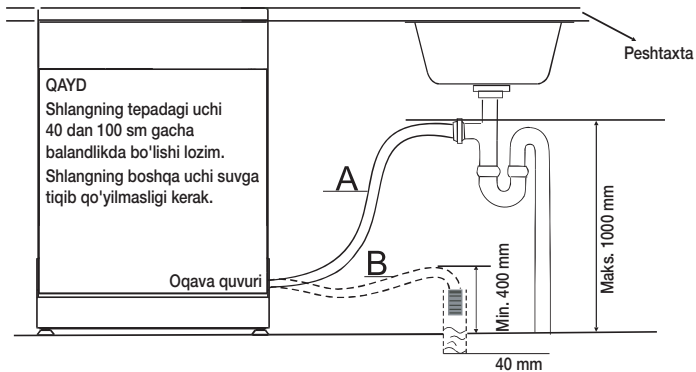 Peshtaxta
QAYD
Shlangning tepadagi uchi
40 dan 100 sm gacha
balandlikda bo'lishi lozim.
Shlangning boshqa uchi suvga
tiqib qo'yilmasligi kerak.
A
B
Oqava quvuri
Min. 400 mm
Maks. 1000 mm
40 mm